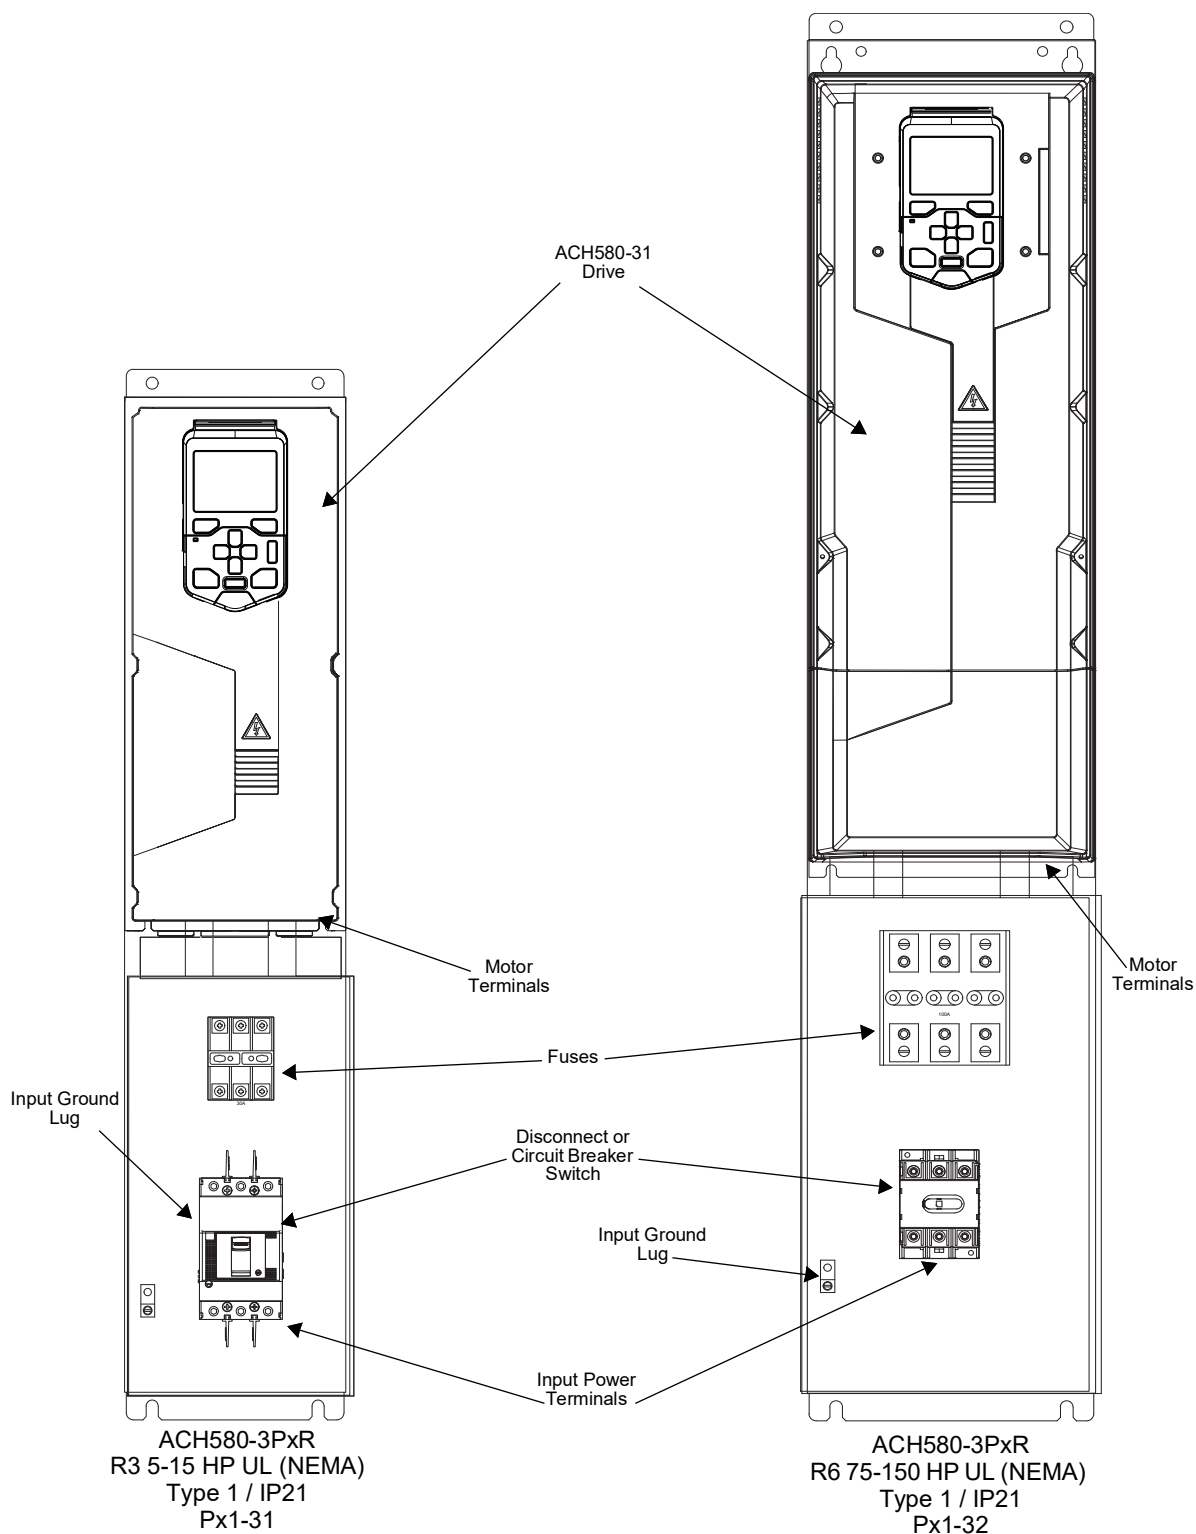 ACH580-31
Drive
Motor
Terminals
Motor
Terminals
100A
Fuses
30A
Input Ground
Lug
Disconnect or
Circuit Breaker
Switch
Input Ground
Lug
Input Power
Terminals
ACH580-3PxR
R3 5-15 HP UL (NEMA)
Type 1 / IP21
Px1-31
ACH580-3PxR
R6 75-150 HP UL (NEMA)
Type 1 / IP21
Px1-32